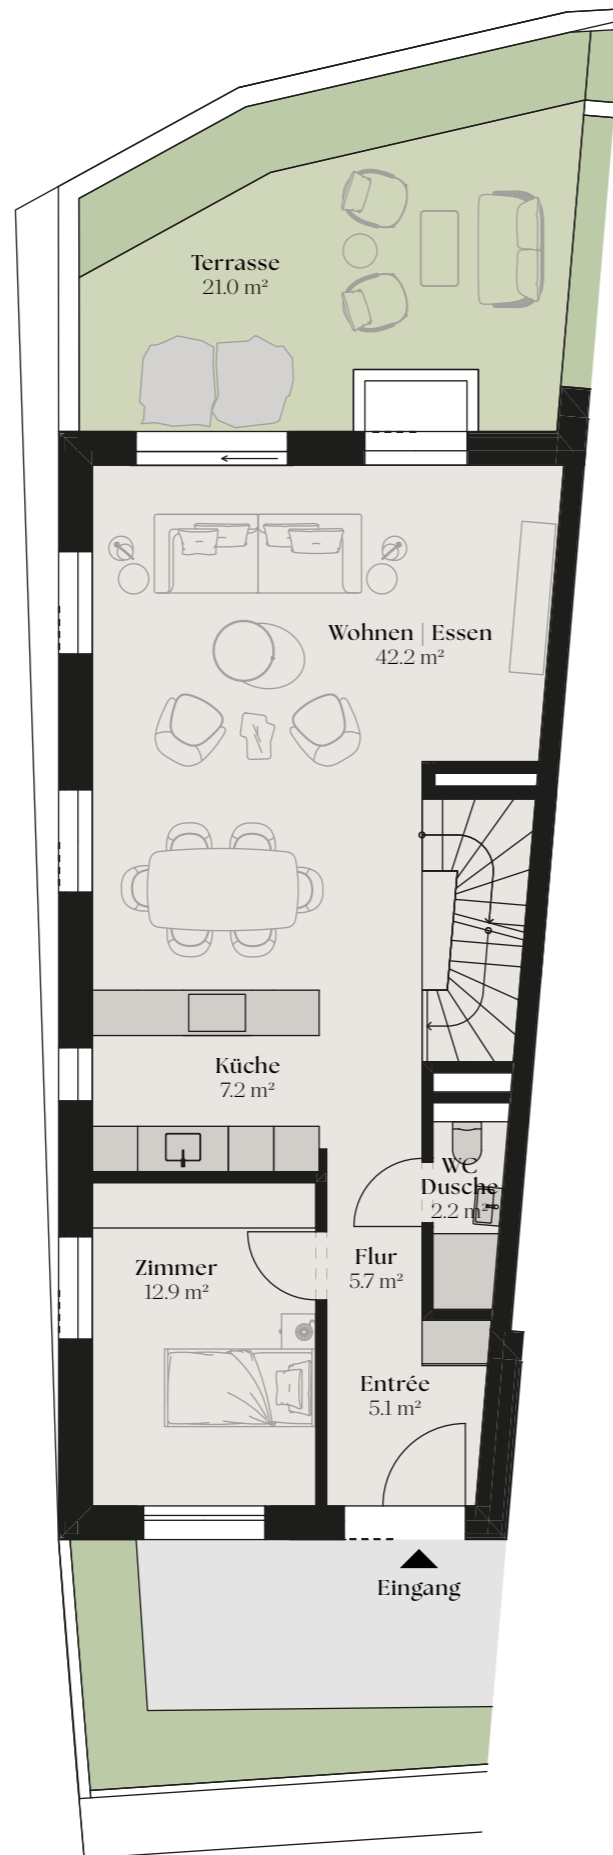 Terrasse
21.0 m²
Wohnen | Essen
42.2 m²
Küche
7.2 m²
WC
Dusche
2.2 m²
Zimmer
12.9 m²
Flur
5.7 m²
Entrée
5.1 m²
Eingang